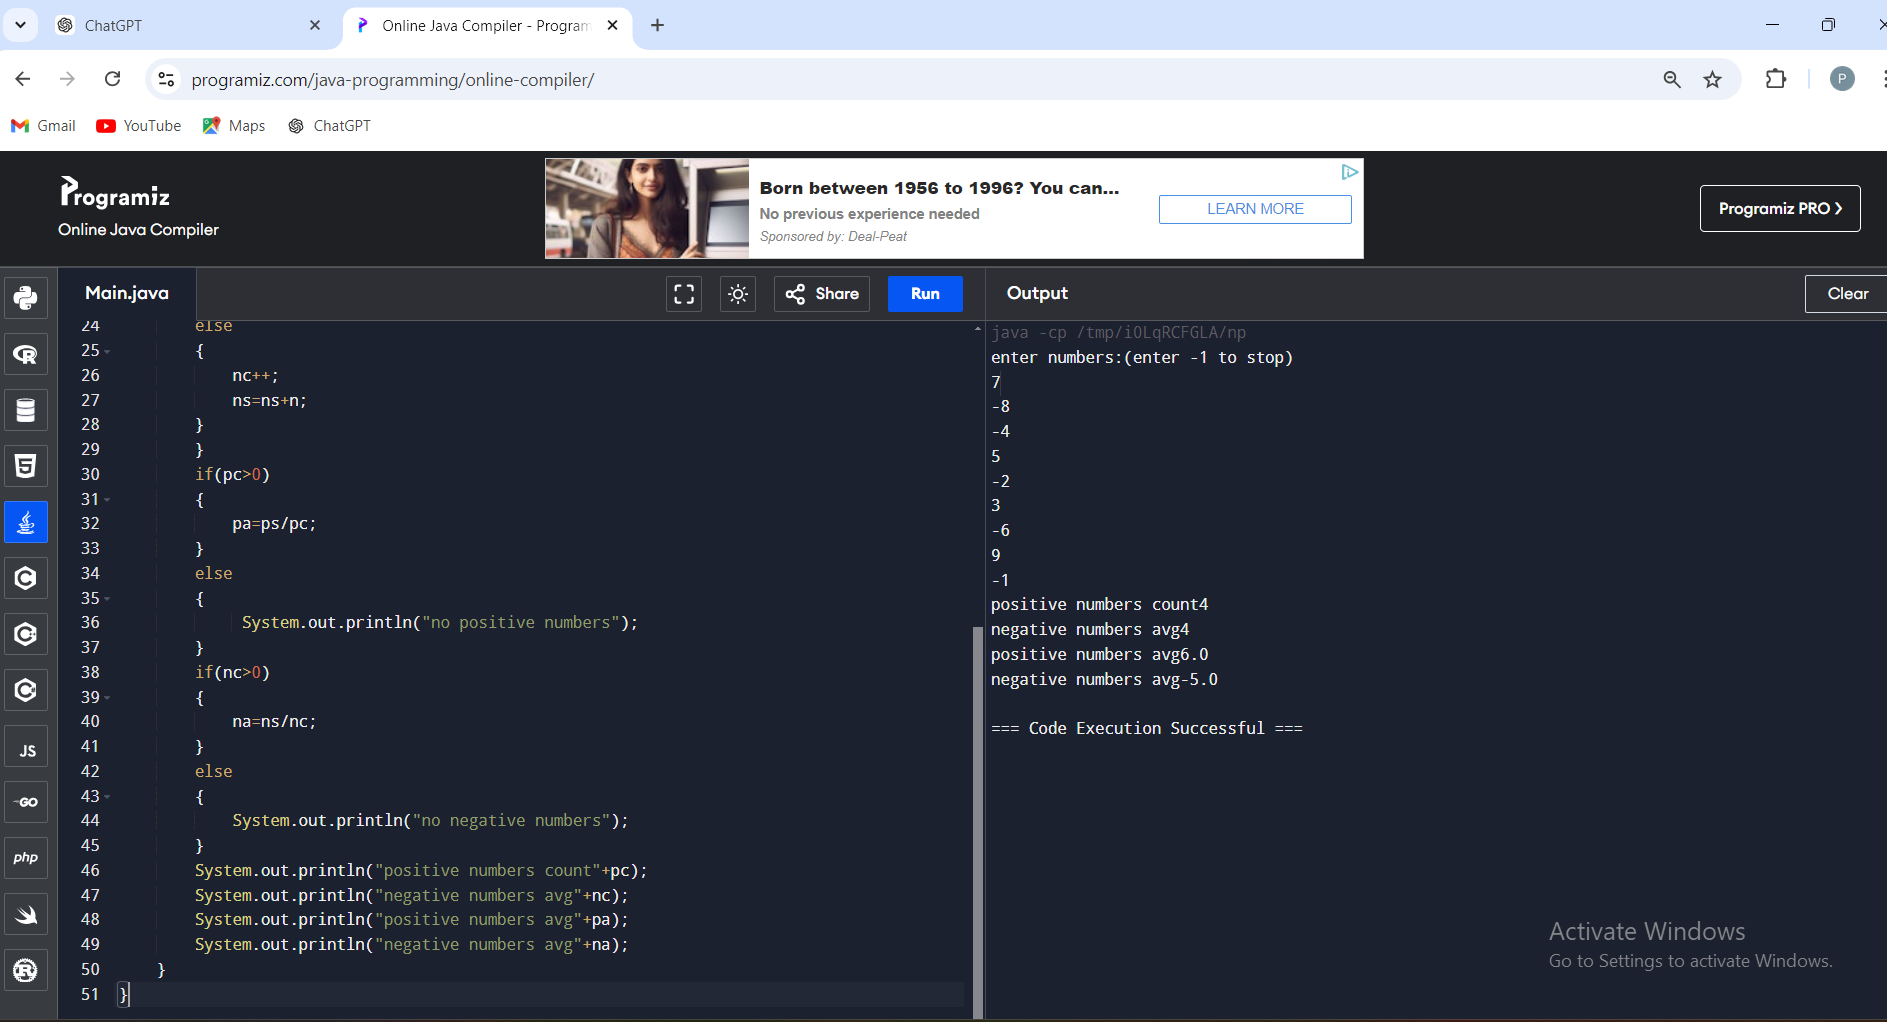 ChatGPT
Online Java Compiler - Program
programiz.com/java-programming/online-compiler/
P
Gmail YouTube Maps ChatGPT
Programiz
Online Java Compiler
Born between 1956 to 1996? You can...
No previous experience needed
Sponsored by: Deal-Peat
LEARN MORE
Programiz PRO ❯
Main.java Share Run Output Clear
24 else
25 {
26 nc++;
27 ns=ns+n;
28 }
29 }
30 if(pc>0)
31 {
32 pa=ps/pc;
33 }
34 else
35 {
36 System.out.println("no positive numbers");
37 }
38 if(nc>0)
39 {
40 na=ns/nc;
41 }
42 else
43 {
44 System.out.println("no negative numbers");
45 }
46 System.out.println("positive numbers count"+pc);
47 System.out.println("negative numbers avg"+nc);
48 System.out.println("positive numbers avg"+pa);
49 System.out.println("negative numbers avg"+na);
50 }
51 }
java -cp /tmp/i0LqRCFGLA/np
enter numbers:(enter -1 to stop)
7
-8
-4
5
-2
3
-6
9
-1
positive numbers count4
negative numbers avg4
positive numbers avg6.0
negative numbers avg-5.0
=== Code Execution Successful ===
R
5
C
C
C
JS
GO
php
R
Activate Windows
Go to Settings to activate Windows.